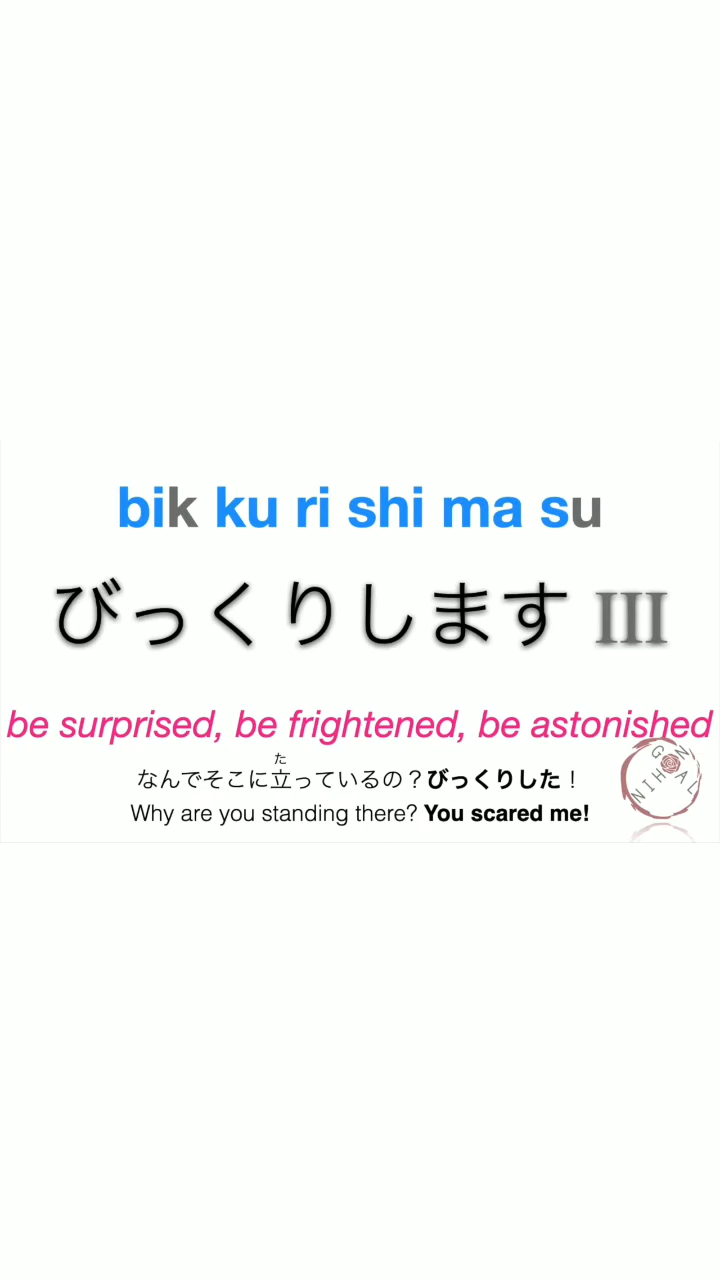 bik ku ri shi ma su
びっくりします III
be surprised, be frightened, be astonished
た
なんでそこに立っているの？びっくりした！
Why are you standing there? You scared me!
NIHONGAL